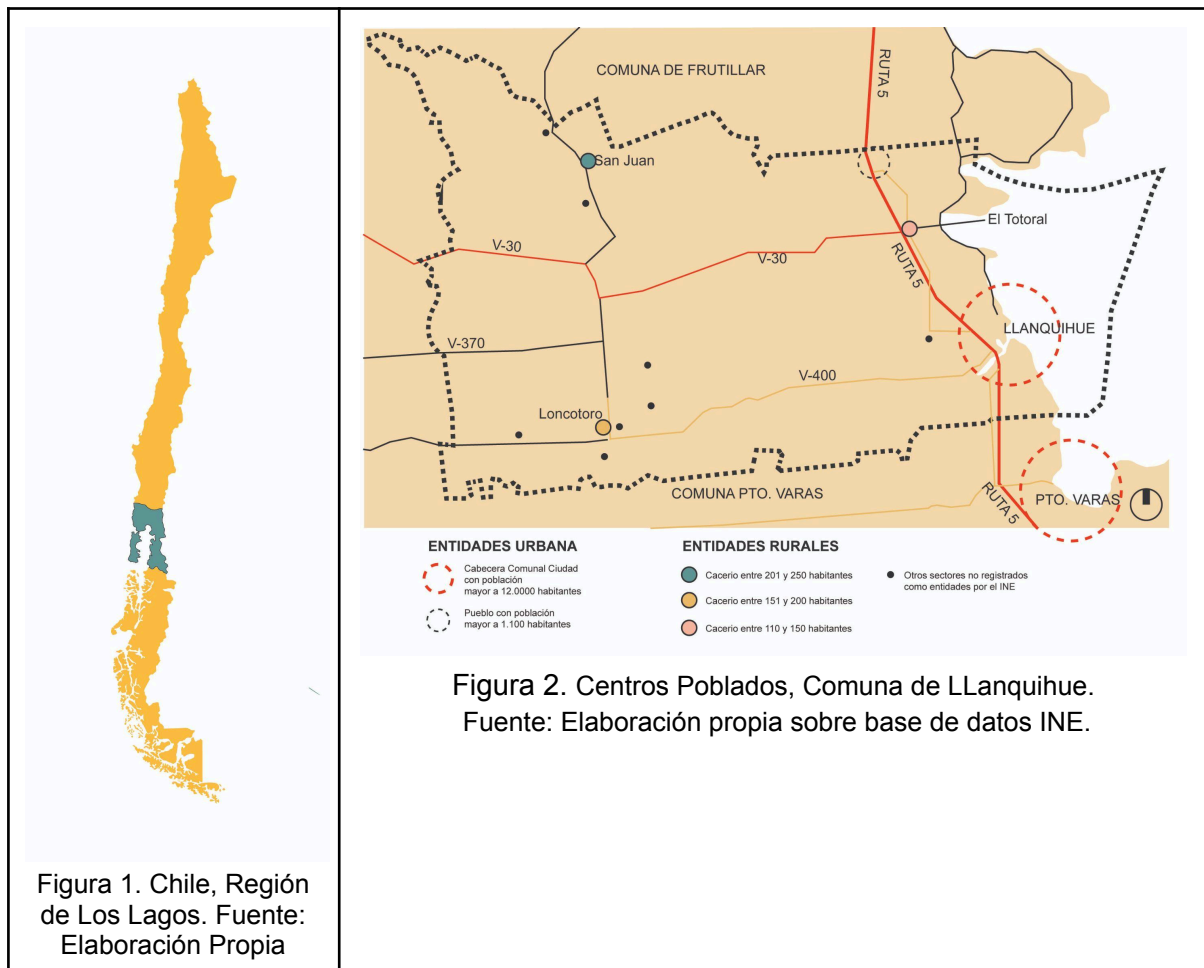 Figura 1. Chile, Región
de Los Lagos. Fuente:
Elaboración Propia
COMUNA DE FRUTILLAR
RUTA 5
San Juan
El Totoral
V-30
V-30
RUTA 5
LLANQUIHUE
V-370
V-400
Loncotoro
COMUNA PTO. VARAS
RUTA 5
PTO. VARAS
ENTIDADES URBANA
Cabecera Comunal Ciudad
con población
mayor a 12.0000 habitantes
Pueblo con población
mayor a 1.100 habitantes
ENTIDADES RURALES
Cacerio entre 201 y 250 habitantes
Cacerio entre 151 y 200 habitantes
Cacerio entre 110 y 150 habitantes
Otros sectores no registrados
como entidades por el INE
Figura 2. Centros Poblados, Comuna de LLanquihue.
Fuente: Elaboración propia sobre base de datos INE.